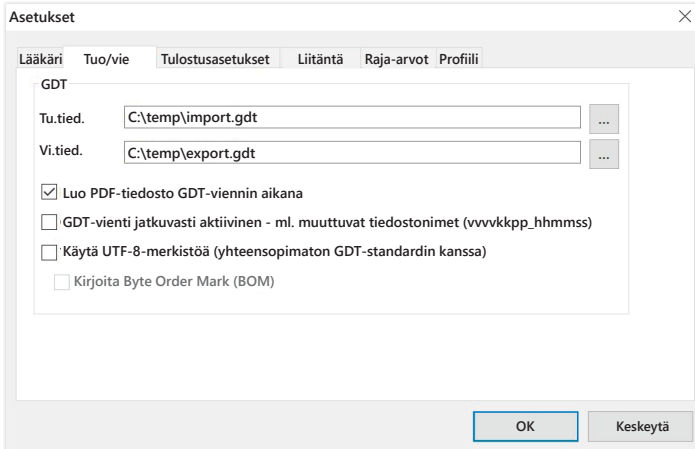 Asetukset
Lääkäri Tuo/vie Tulostusasetukset Liitäntä Raja-arvot Profiili
GDT
Tu.tied. C:\temp\import.gdt ...
Vi.tied. C:\temp\export.gdt ...
Luo PDF-tiedosto GDT-viennin aikana
GDT-vienti jatkuvasti aktiivinen - ml. muuttuvat tiedostonimet (vvvvkkpp_hhmmss)
Käytä UTF-8-merkistöä (yhteensopimaton GDT-standardin kanssa)
Kirjoita Byte Order Mark (BOM)
OK Keskeytä